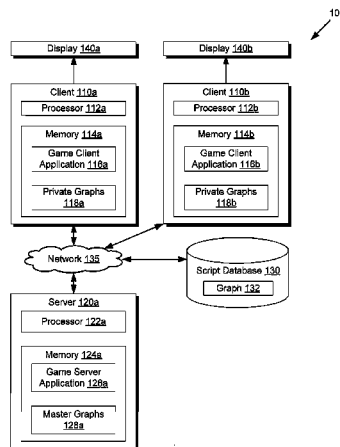 10
Display 140a
Display 140b
Client 110a
Processor 112a
Memory 114a
Game Client
Application 116a
Private Graphs
118a
Client 110b
Processor 112b
Memory 114b
Game Client
Application 116b
Private Graphs
118b
Network 135
Script Database 130
Graph 132
Server 120a
Processor 122a
Memory 124a
Game Server
Application 126a
Master Graphs
128a